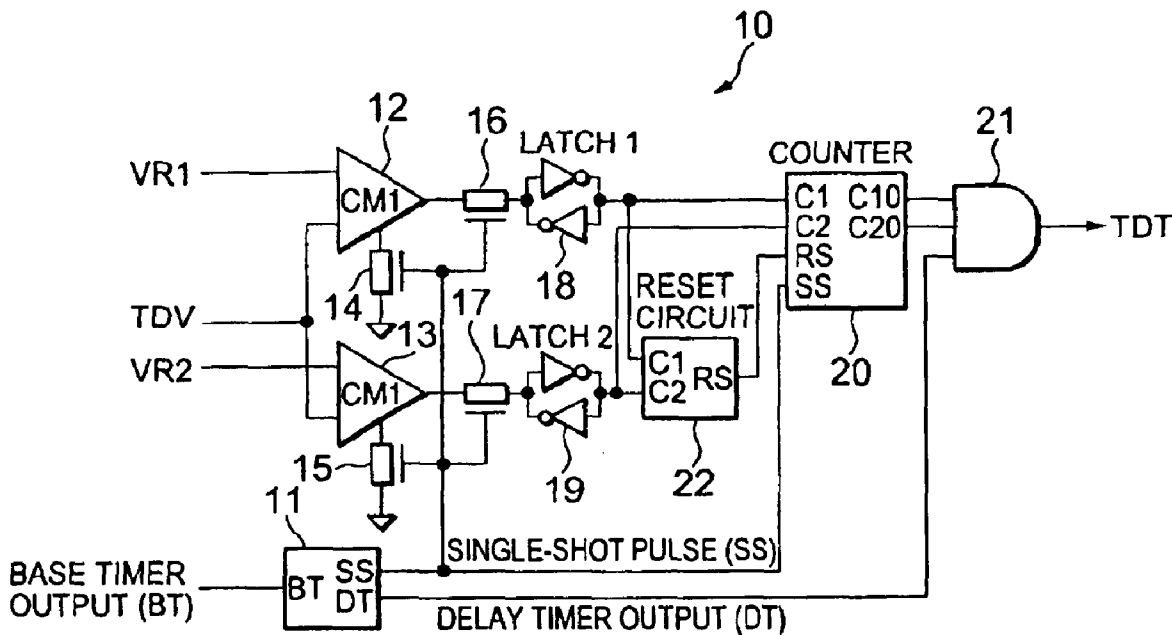 10
12
16
LATCH 1
COUNTER
21
VR1
CM1
C1 C10
C2 C20
RS
SS
TDT
14
18
RESET
CIRCUIT
20
TDV
13
17
LATCH 2
VR2
CM1
C1 RS
C2
22
15
19
11
SINGLE-SHOT PULSE (SS)
BASE TIMER
OUTPUT (BT)
BT SS
DT
DELAY TIMER OUTPUT (DT)